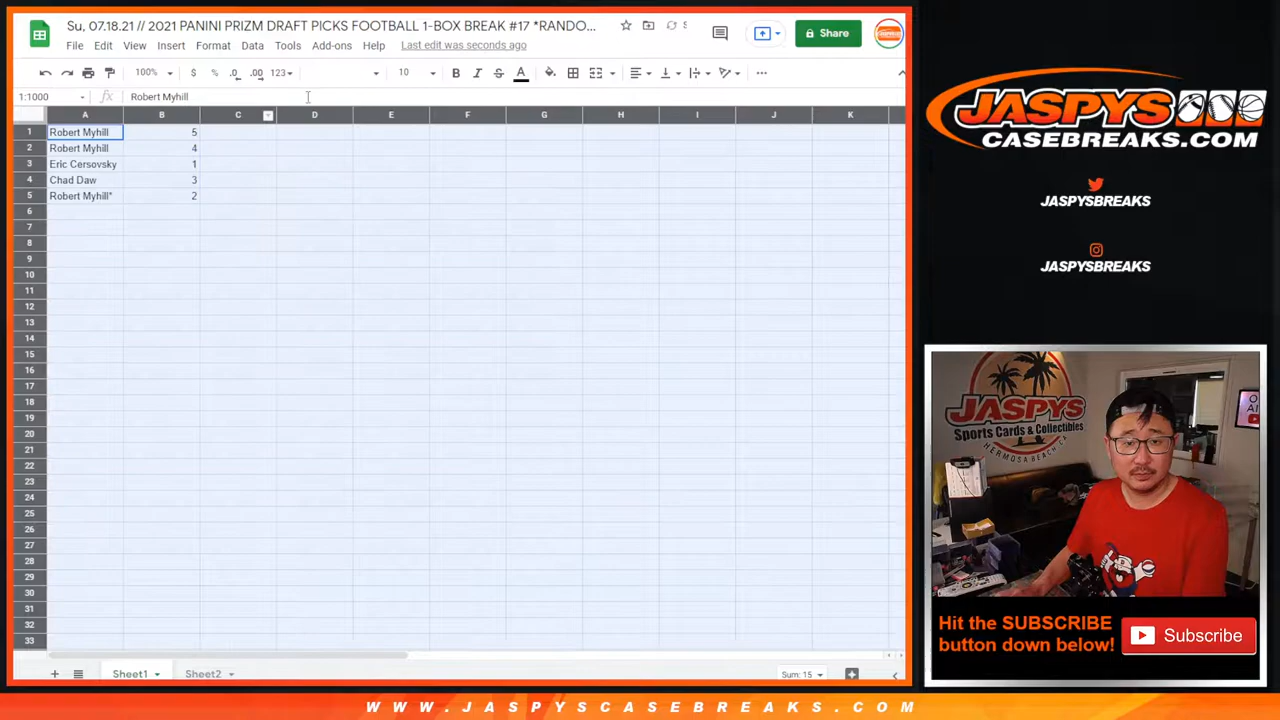 Su, 07.18.21 // 2021 PANINI PRIZM DRAFT PICKS FOOTBALL 1-BOX BREAK #17 *RANDO...
File Edit View Insert Format Data Tools Add-ons Help Last edit was seconds ago
Share
100% $ % .0 .00 123 10 B I S A
1:1000 fx Robert Myhill
A B C D E F G H I J K
1 Robert Myhill 5
2 Robert Myhill 4
3 Eric Cersovsky 1
4 Chad Daw 3
5 Robert Myhill* 2
6
7
8
9
10
11
12
13
14
15
16
17
18
19
20
21
22
23
24
25
26
27
28
29
30
31
32
33
Sheet1 Sheet2 Sum: 15
JASPYS
CASEBREAKS.COM
JASPYSBREAKS
JASPYSBREAKS
JASPYS
Sports Cards & Collectibles
HERMOSA BEACH CA
Hit the SUBSCRIBE
button down below!
Subscribe
WWW.JASPYSCASEBREAKS.COM